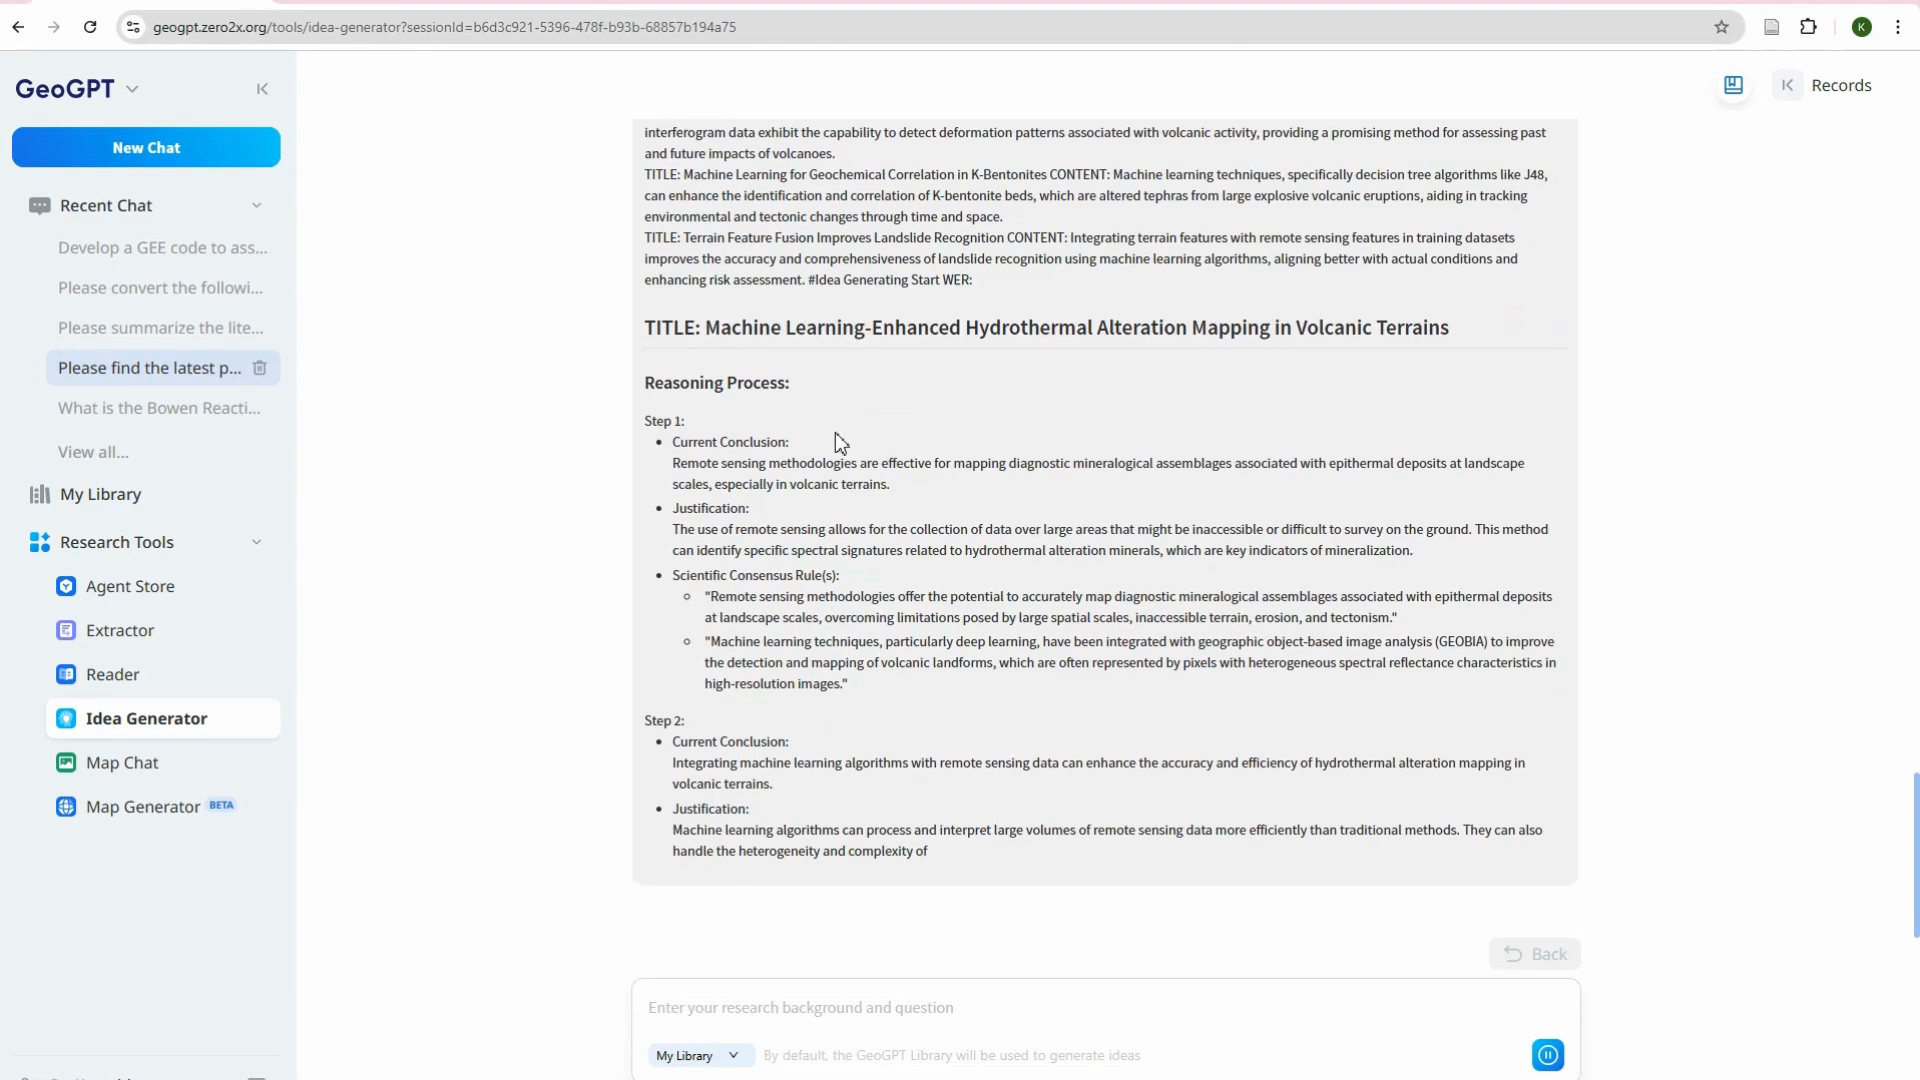 geogpt.zero2x.org/tools/idea-generator?sessionId=b6d3c921-5396-478f-b93b-68857b194a75
K
GeoGPT
New Chat
Recent Chat
Develop a GEE code to ass...
Please convert the followi...
Please summarize the lite...
Please find the latest p...
What is the Bowen Reacti...
View all...
My Library
Research Tools
Agent Store
Extractor
Reader
Idea Generator
Map Chat
Map Generator BETA
Records
interferogram data exhibit the capability to detect deformation patterns associated with volcanic activity, providing a promising method for assessing past
and future impacts of volcanoes.
TITLE: Machine Learning for Geochemical Correlation in K-Bentonites CONTENT: Machine learning techniques, specifically decision tree algorithms like J48,
can enhance the identification and correlation of K-bentonite beds, which are altered tephras from large explosive volcanic eruptions, aiding in tracking
environmental and tectonic changes through time and space.
TITLE: Terrain Feature Fusion Improves Landslide Recognition CONTENT: Integrating terrain features with remote sensing features in training datasets
improves the accuracy and comprehensiveness of landslide recognition using machine learning algorithms, aligning better with actual conditions and
enhancing risk assessment. #Idea Generating Start WER:
TITLE: Machine Learning-Enhanced Hydrothermal Alteration Mapping in Volcanic Terrains
Reasoning Process:
Step 1:
• Current Conclusion:
Remote sensing methodologies are effective for mapping diagnostic mineralogical assemblages associated with epithermal deposits at landscape
scales, especially in volcanic terrains.
• Justification:
The use of remote sensing allows for the collection of data over large areas that might be inaccessible or difficult to survey on the ground. This method
can identify specific spectral signatures related to hydrothermal alteration minerals, which are key indicators of mineralization.
• Scientific Consensus Rule(s):
○ "Remote sensing methodologies offer the potential to accurately map diagnostic mineralogical assemblages associated with epithermal deposits
at landscape scales, overcoming limitations posed by large spatial scales, inaccessible terrain, erosion, and tectonism."
○ "Machine learning techniques, particularly deep learning, have been integrated with geographic object-based image analysis (GEOBIA) to improve
the detection and mapping of volcanic landforms, which are often represented by pixels with heterogeneous spectral reflectance characteristics in
high-resolution images."
Step 2:
• Current Conclusion:
Integrating machine learning algorithms with remote sensing data can enhance the accuracy and efficiency of hydrothermal alteration mapping in
volcanic terrains.
• Justification:
Machine learning algorithms can process and interpret large volumes of remote sensing data more efficiently than traditional methods. They can also
handle the heterogeneity and complexity of
Back
Enter your research background and question
My Library
By default, the GeoGPT Library will be used to generate ideas